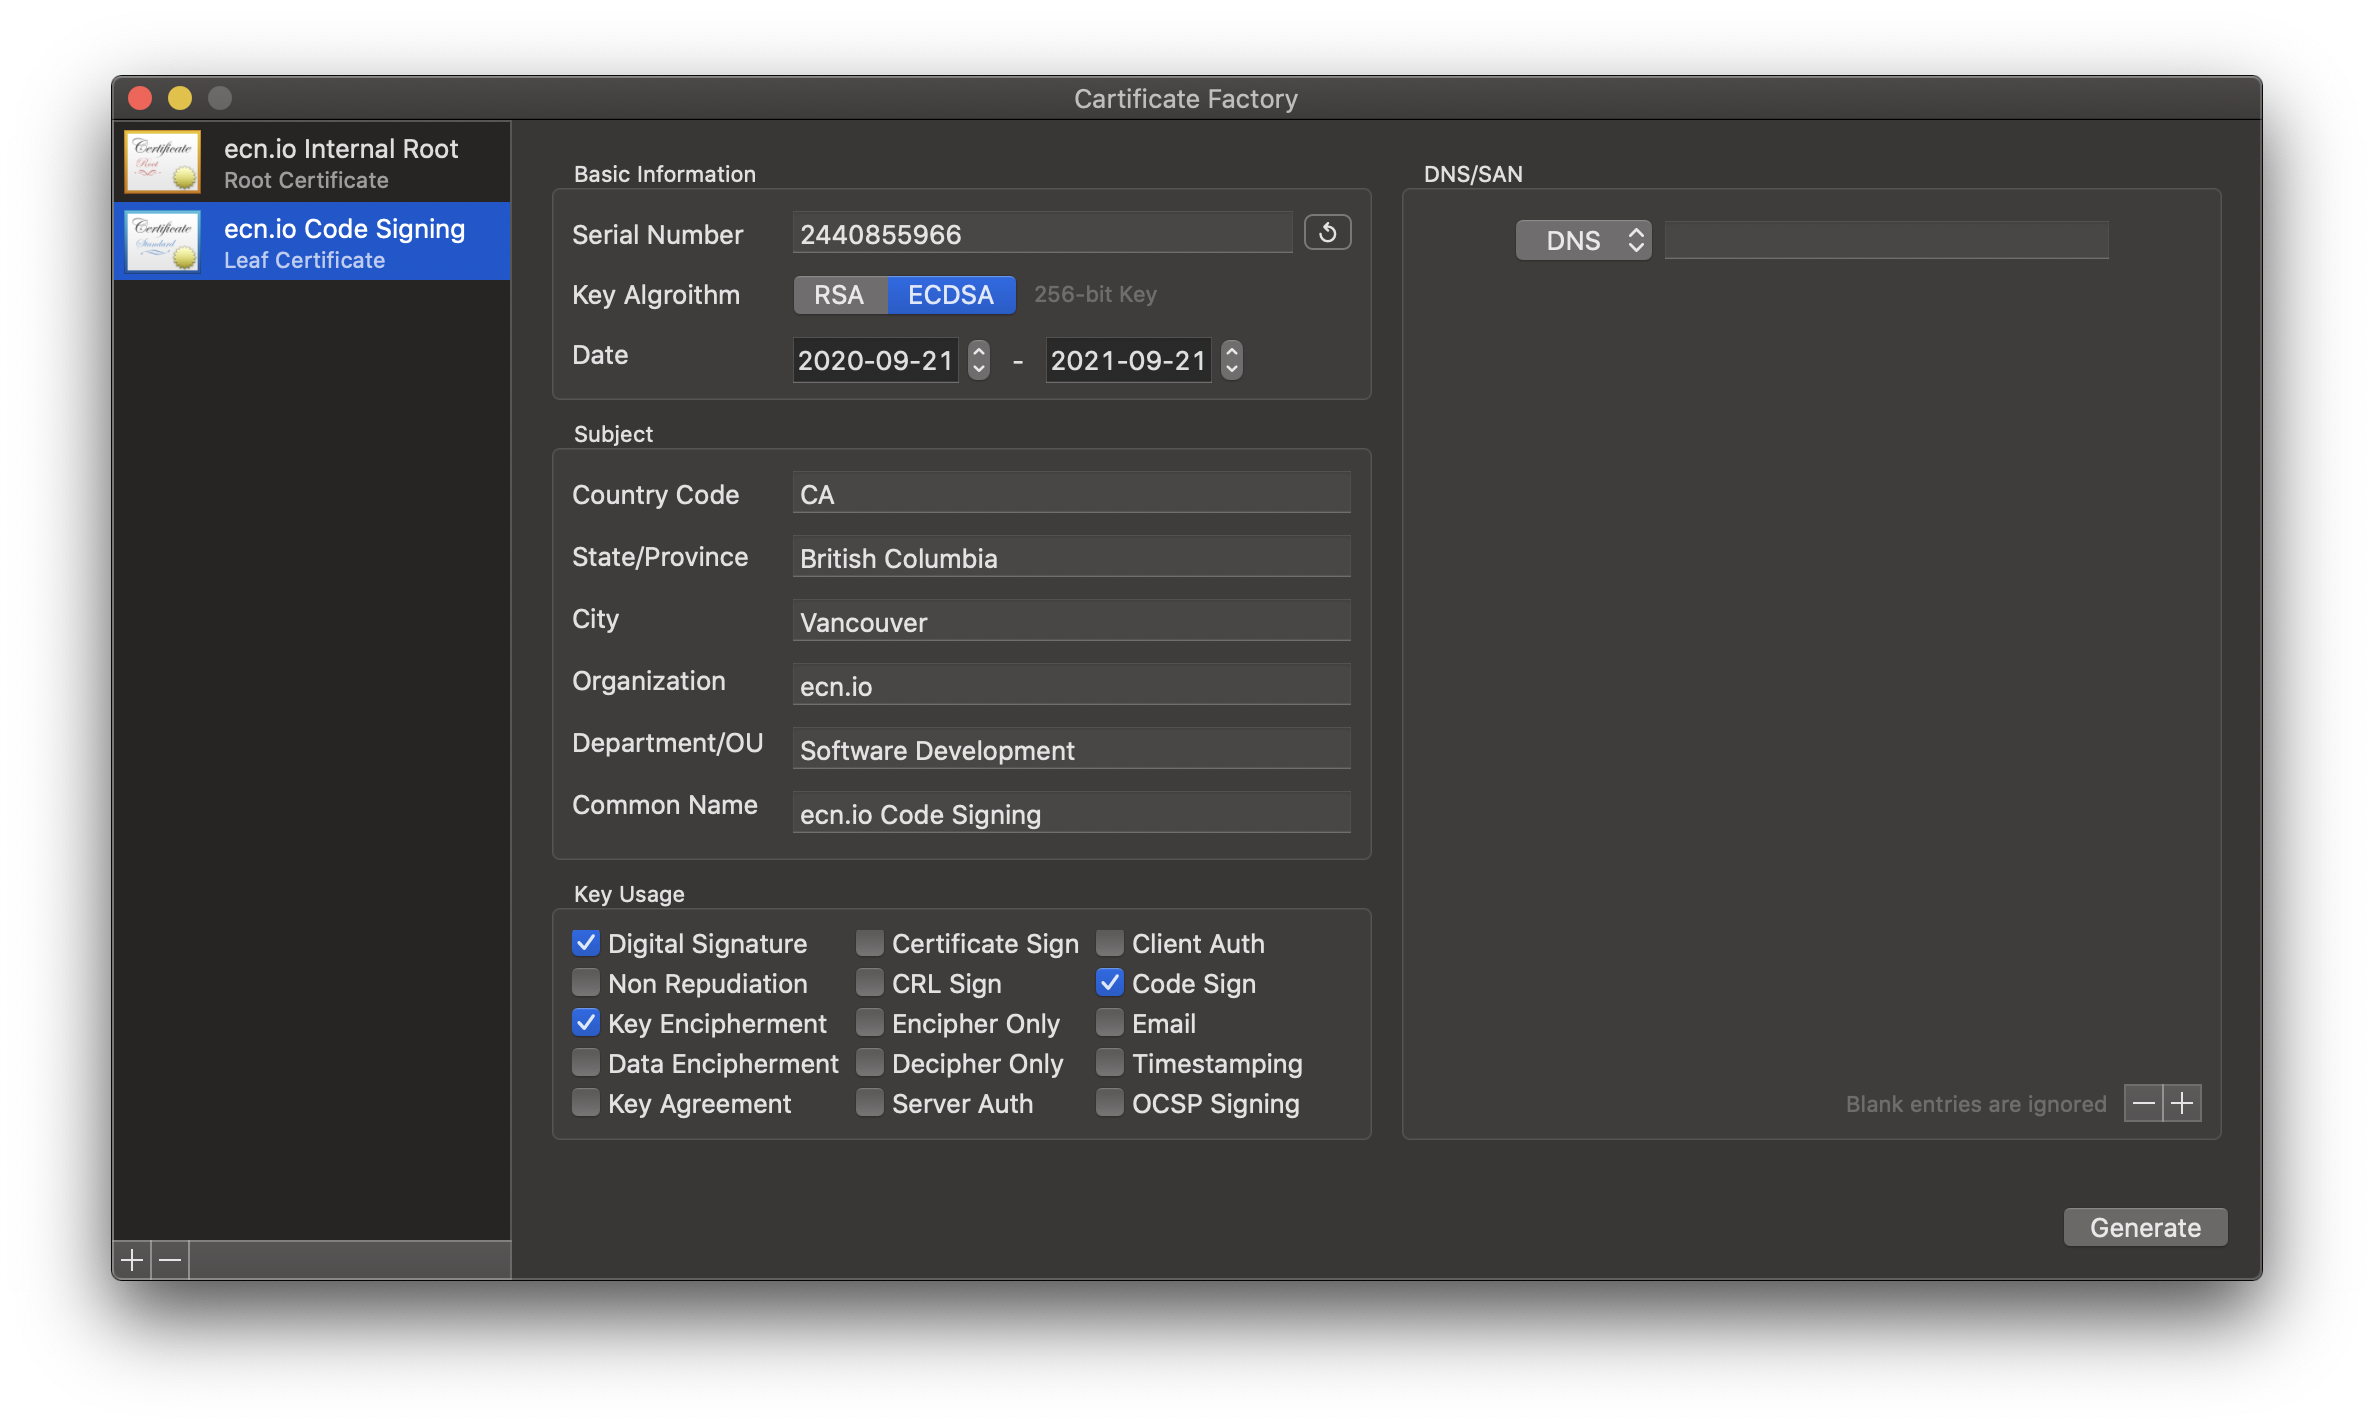 Cartificate Factory
Certificate
Root
ecn.io Internal Root
Root Certificate
Certificate
Standard
ecn.io Code Signing
Leaf Certificate
Basic Information
Serial Number 2440855966
Key Algroithm RSA ECDSA 256-bit Key
Date 2020-09-21 - 2021-09-21
Subject
Country Code CA
State/Province British Columbia
City Vancouver
Organization ecn.io
Department/OU Software Development
Common Name ecn.io Code Signing
Key Usage
Digital Signature Certificate Sign Client Auth
Non Repudiation CRL Sign Code Sign
Key Encipherment Encipher Only Email
Data Encipherment Decipher Only Timestamping
Key Agreement Server Auth OCSP Signing
DNS/SAN
DNS
Blank entries are ignored
Generate